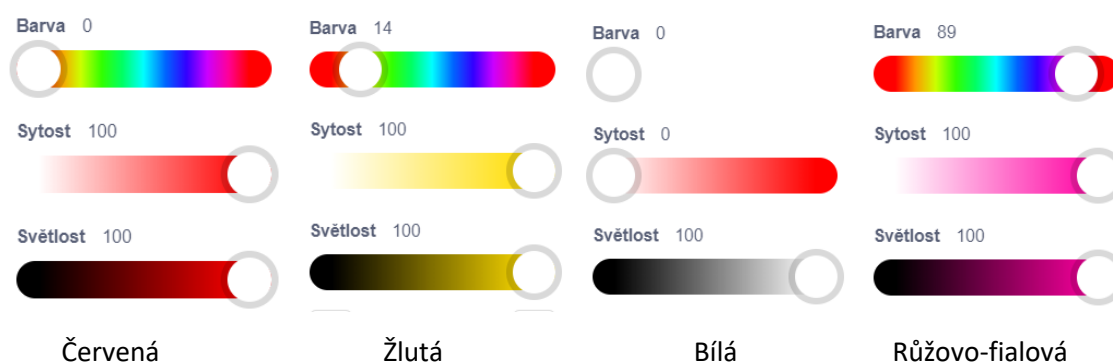 Barva 0
Sytost 100
Světlost 100
Červená
Barva 14
Sytost 100
Světlost 100
Žlutá
Barva 0
Sytost 0
Světlost 100
Bílá
Barva 89
Sytost 100
Světlost 100
Růžovo-fialová